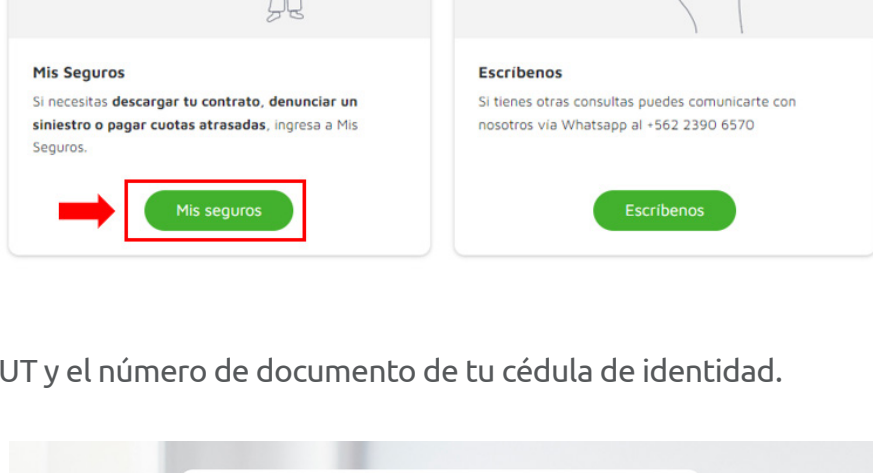 Mis Seguros
Si necesitas descargar tu contrato, denunciar un
siniestro o pagar cuotas atrasadas, ingresa a Mis
Seguros.
Mis seguros
Escríbenos
Si tienes otras consultas puedes comunicarte con
nosotros vía Whatsapp al +562 2390 6570
Escríbenos
UT y el número de documento de tu cédula de identidad.